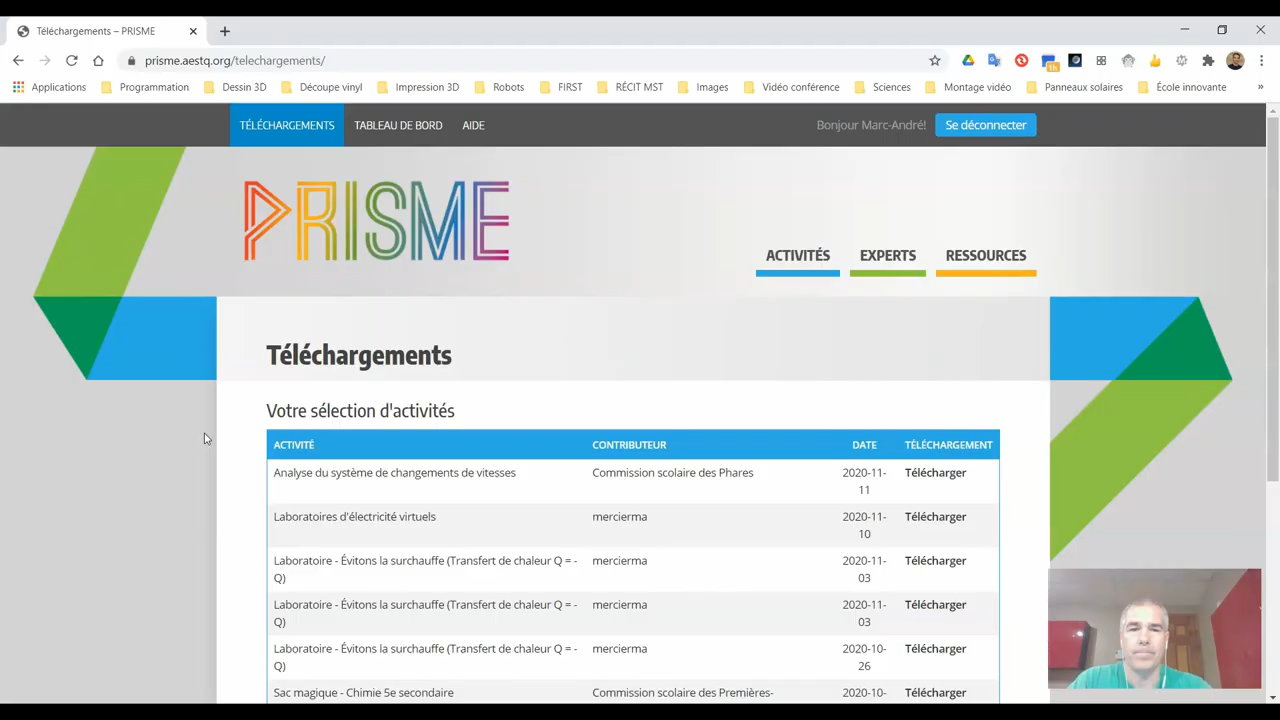 Téléchargements – PRISME
prisme.aestq.org/telechargements/
Applications Programmation Dessin 3D Découpe vinyl Impression 3D Robots FIRST RÉCIT MST Images Vidéo conférence Sciences Montage vidéo Panneaux solaires École innovante »
TÉLÉCHARGEMENTS TABLEAU DE BORD AIDE Bonjour Marc-André! Se déconnecter
PRISME
ACTIVITÉS EXPERTS RESSOURCES
Téléchargements
Votre sélection d'activités
ACTIVITÉ CONTRIBUTEUR DATE TÉLÉCHARGEMENT
Analyse du système de changements de vitesses Commission scolaire des Phares 2020-11- Télécharger
11
Laboratoires d'électricité virtuels mercierma 2020-11- Télécharger
10
Laboratoire - Évitons la surchauffe (Transfert de chaleur Q = - mercierma 2020-11- Télécharger
Q) 03
Laboratoire - Évitons la surchauffe (Transfert de chaleur Q = - mercierma 2020-11- Télécharger
Q) 03
Laboratoire - Évitons la surchauffe (Transfert de chaleur Q = - mercierma 2020-10- Télécharger
Q) 26
Sac magique - Chimie 5e secondaire Commission scolaire des Premières- 2020-10- Télécharger